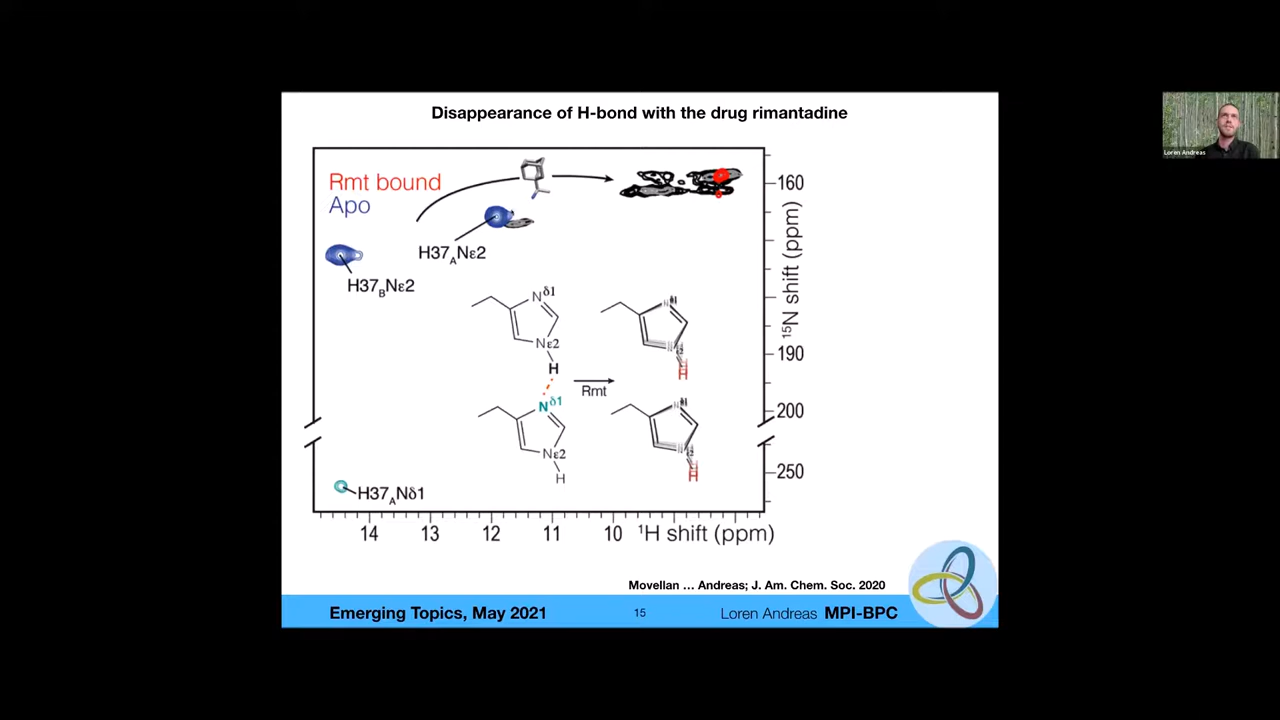 Disappearance of H-bond with the drug rimantadine
Loren Andreas
Rmt bound
Apo
H37ANε2
H37BNε2
160
190
200
250
15N shift (ppm)
Nδ1
Nε2
H
Rmt
Nδ1
Nε2
H
H
H
H37ANδ1
14 13 12 11 10 1H shift (ppm)
Movellan ... Andreas; J. Am. Chem. Soc. 2020
Emerging Topics, May 2021 15 Loren Andreas MPI-BPC